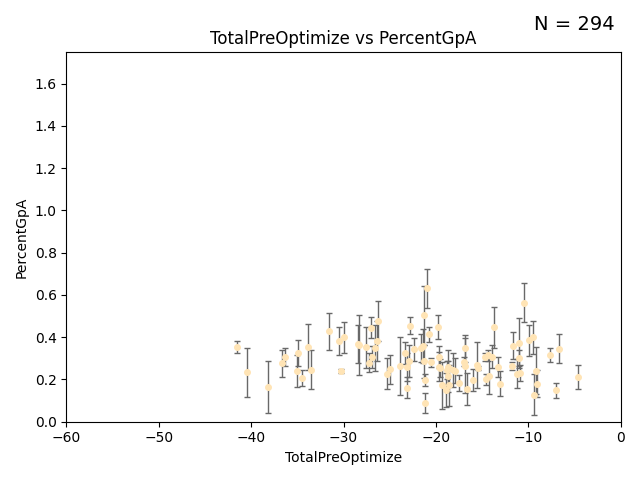 N = 294
TotalPreOptimize vs PercentGpA
PercentGpA
1.6
1.4
1.2
1.0
0.8
0.6
0.4
0.2
0.0
−60 −50 −40 −30 −20 −10 0
TotalPreOptimize